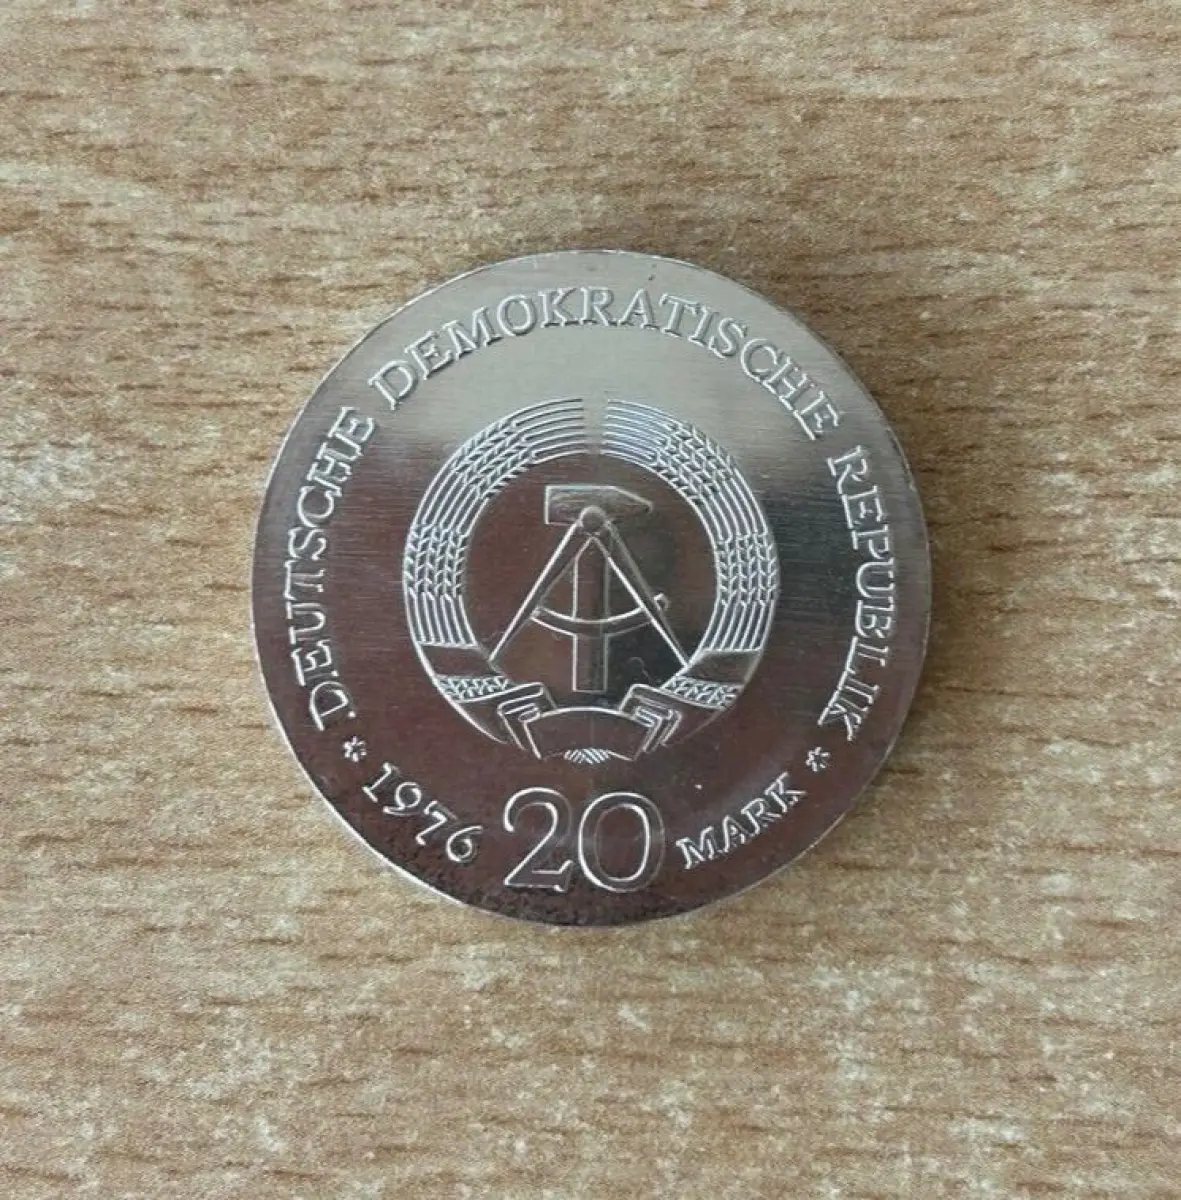 * DEUTSCHE DEMOKRATISCHE REPUBLIK *
1976 20 MARK